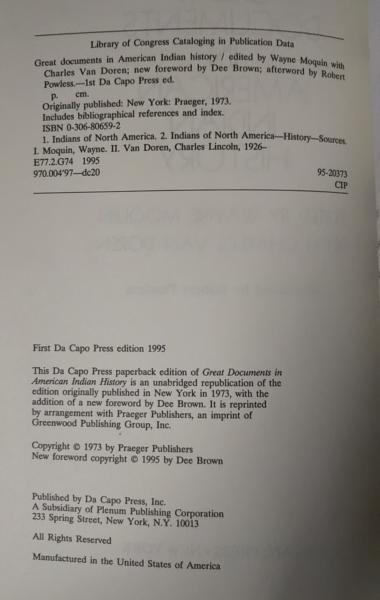 Library of Congress Cataloging in Publication Data
Great documents in American Indian history / edited by Wayne Moquin with
Charles Van Doren; new foreword by Dee Brown; afterword by Robert
Powless.—1st Da Capo Press ed.
p. cm.
Originally published: New York: Praeger, 1973.
Includes bibliographical references and index.
ISBN 0-306-80659-2
1. Indians of North America. 2. Indians of North America—History—Sources.
I. Moquin, Wayne. II. Van Doren, Charles Lincoln, 1926–
E77.2.G74 1995
970.004'97—dc20 95-20373
CIP
First Da Capo Press edition 1995
This Da Capo Press paperback edition of Great Documents in
American Indian History is an unabridged republication of the
edition originally published in New York in 1973, with the
addition of a new foreword by Dee Brown. It is reprinted
by arrangement with Praeger Publishers, an imprint of
Greenwood Publishing Group, Inc.
Copyright © 1973 by Praeger Publishers
New foreword copyright © 1995 by Dee Brown
Published by Da Capo Press, Inc.
A Subsidiary of Plenum Publishing Corporation
233 Spring Street, New York, N.Y. 10013
All Rights Reserved
Manufactured in the United States of America